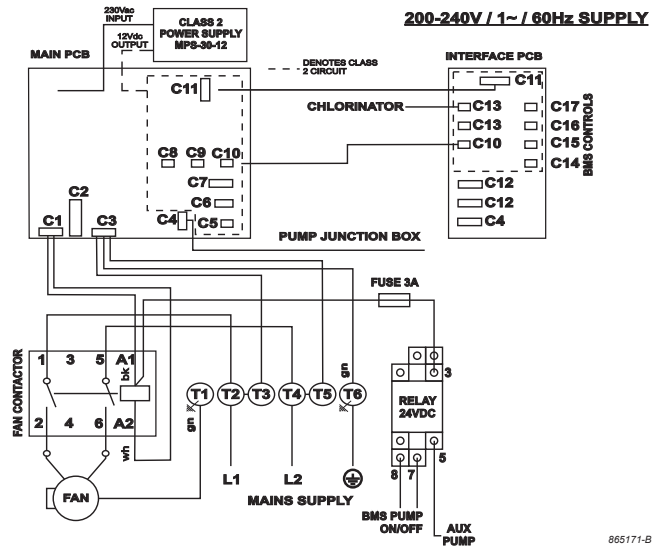 230Vac
INPUT
200-240V / 1~ / 60Hz SUPPLY
CLASS 2
POWER SUPPLY
MPS-30-12
12Vdc
OUTPUT
MAIN PCB
DENOTES CLASS
2 CIRCUIT
INTERFACE PCB
C11
C11
CHLORINATOR
C13
C17
C13
C16
C10
C15
C14
BMS CONTROLS
C8 C9 C10
C7
C12
C2
C6
C12
C1
C3
C4
C5
C4
PUMP JUNCTION BOX
FUSE 3A
FAN CONTACTOR
1 3 5 A1
bk
gn
3
T1 T2 T3 T4 T5 T6
RELAY
24VDC
2 4 6 A2
gn
wh
5
8 7
L1 L2
FAN
MAINS SUPPLY
BMS PUMP
ON/OFF
AUX
PUMP
865171-B